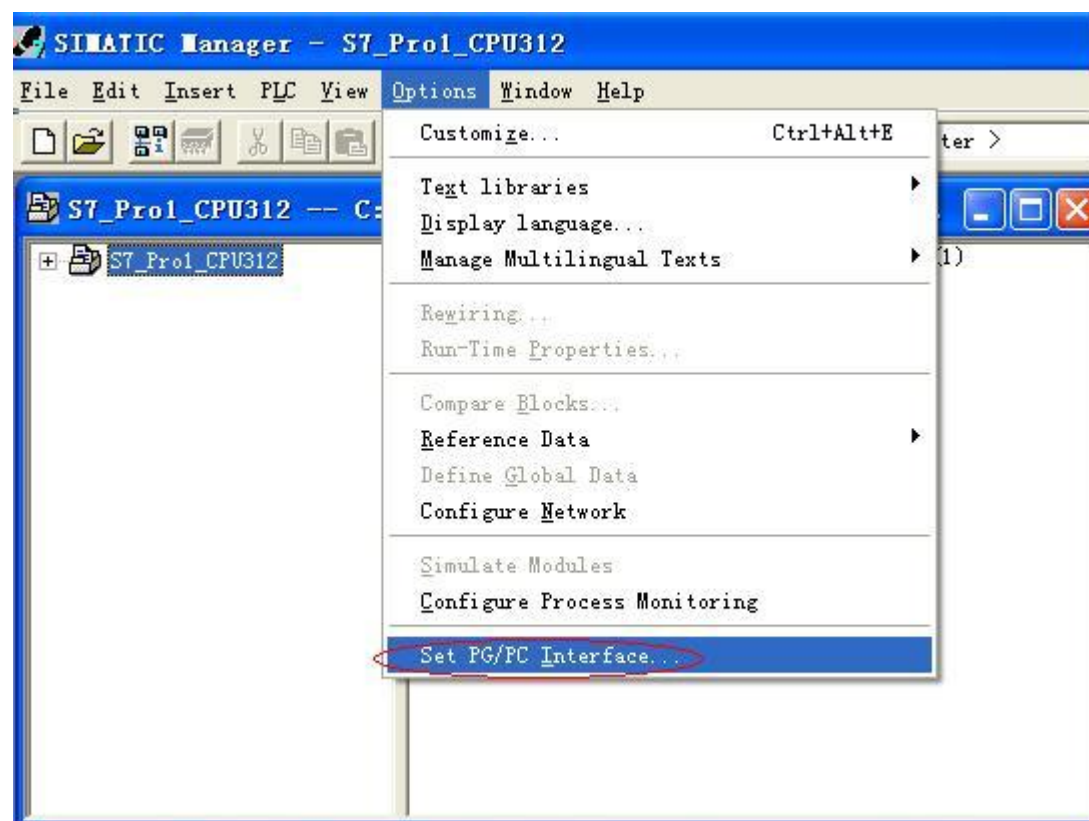 SIMATIC Manager - S7_Pro1_CPU312
File Edit Insert PLC View Options Window Help
Customize... Ctrl+Alt+E
ter >
Text libraries
S7_Pro1_CPU312 -- C:
Display language...
S7_Pro1_CPU312
Manage Multilingual Texts
(1)
Rewiring...
Run-Time Properties...
Compare Blocks...
Reference Data
Define Global Data
Configure Network
Simulate Modules
Configure Process Monitoring
Set PG/PC Interface...